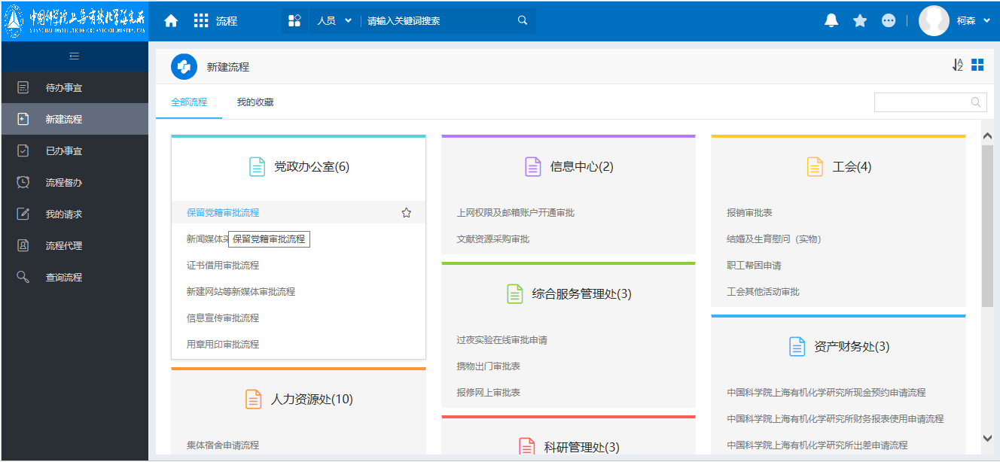 中国科学院上海有机化学研究所
SHANGHAI INSTITUTE OF ORGANIC CHEMISTRY, CAS
流程
人员
请输入关键词搜索
柯森
待办事宜
新建流程
已办事宜
流程督办
我的请求
流程代理
查询流程
新建流程
全部流程
我的收藏
党政办公室(6)
保留党籍审批流程
新闻媒体采
保留党籍审批流程
证书借用审批流程
新建网站等新媒体审批流程
信息宣传审批流程
用章用印审批流程
人力资源处(10)
集体宿舍申请流程
信息中心(2)
上网权限及邮箱账户开通审批
文献资源采购审批
综合服务管理处(3)
过夜实验在线审批申请
携物出门审批表
报修网上审批表
科研管理处(3)
工会(4)
报销审批表
结婚及生育慰问（实物）
职工帮困申请
工会其他活动审批
资产财务处(3)
中国科学院上海有机化学研究所现金预约申请流程
中国科学院上海有机化学研究所财务报表使用申请流程
中国科学院上海有机化学研究所出差申请流程